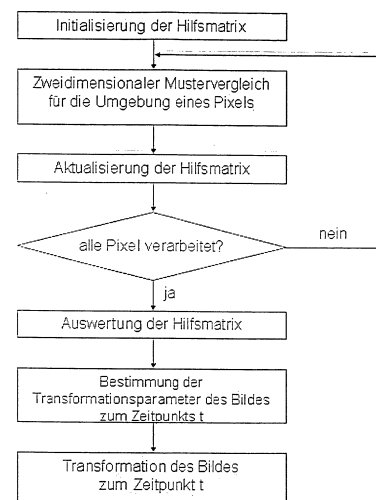 Initialisierung der Hilfsmatrix
Zweidimensionaler Mustervergleich
für die Umgebung eines Pixels
Aktualisierung der Hilfsmatrix
alle Pixel verarbeitet?
nein
ja
Auswertung der Hilfsmatrix
Bestimmung der
Transformationsparameter des Bildes
zum Zeitpunkts t
Transformation des Bildes
zum Zeitpunkt t